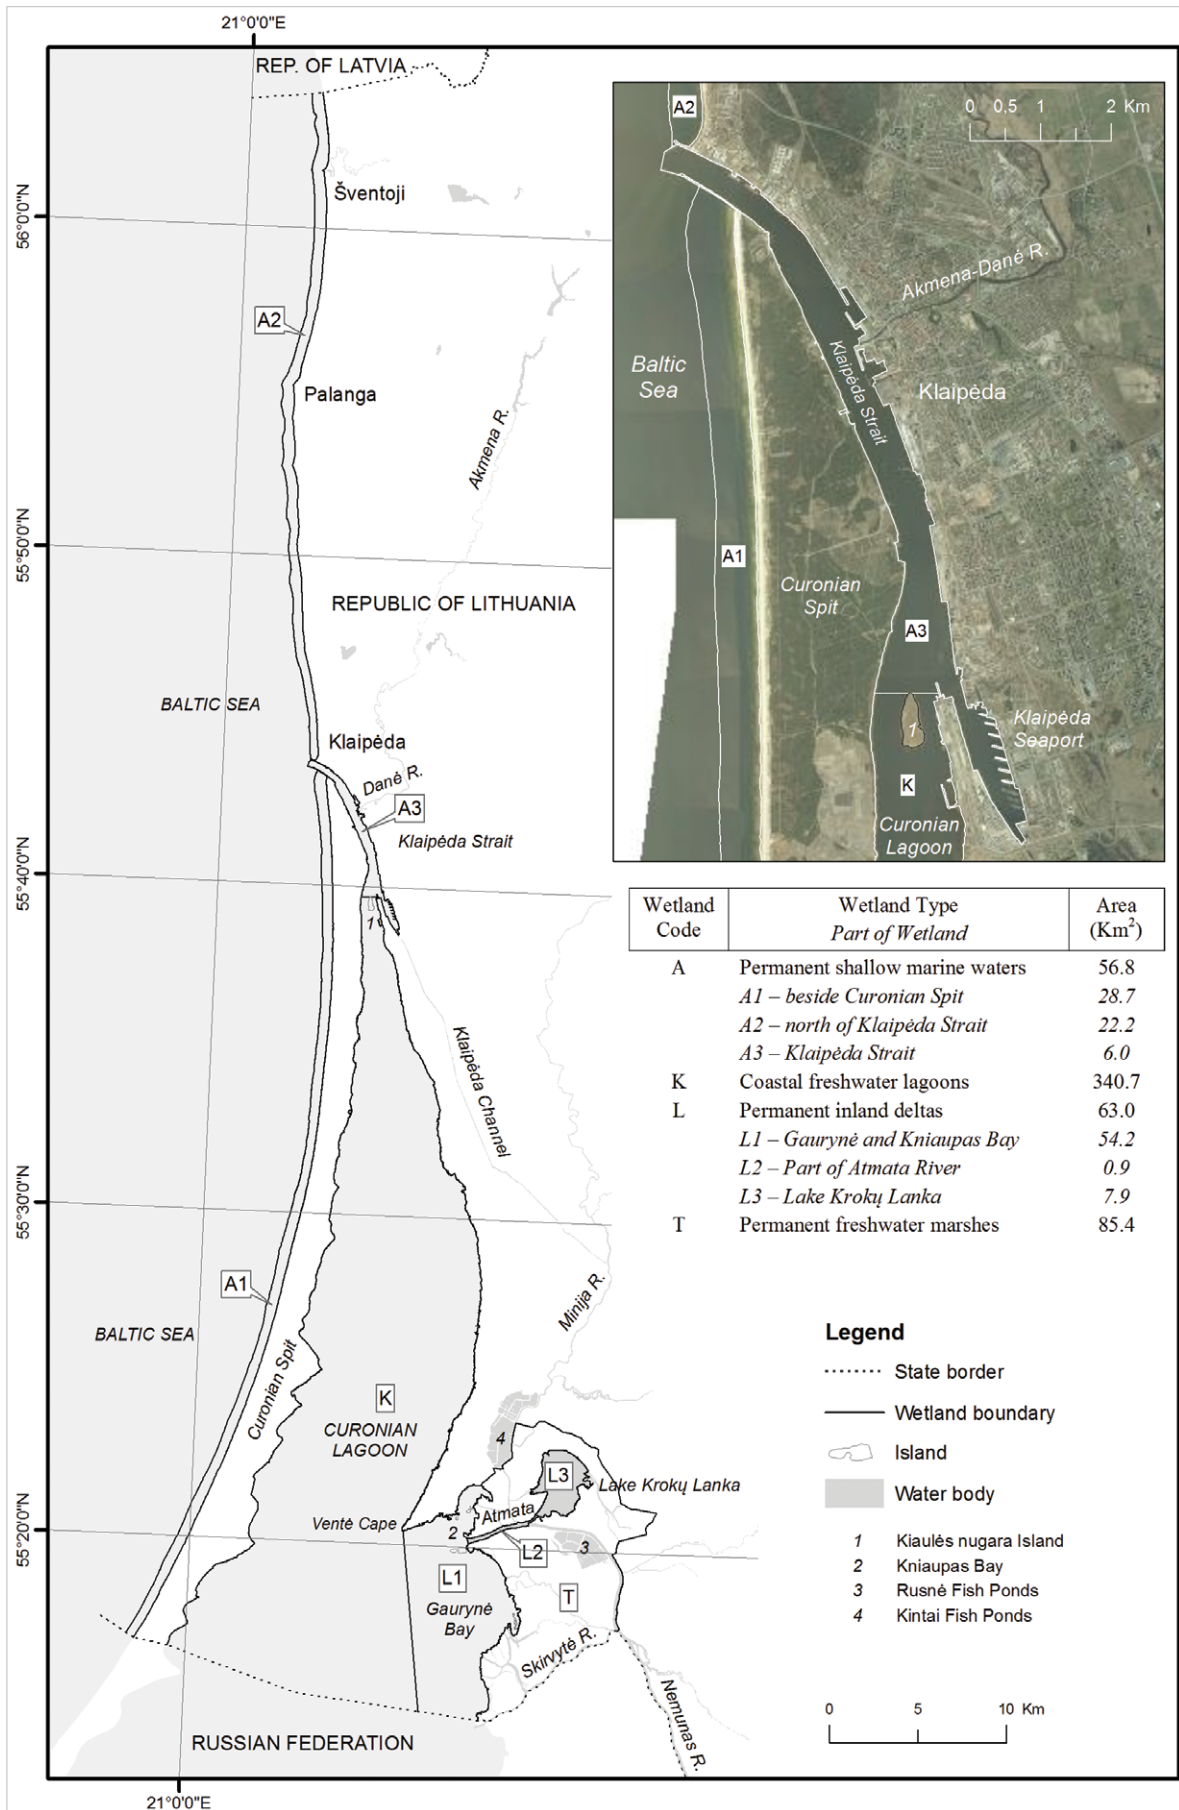 21°0'0"E
REP. OF LATVIA
Šventoji
56°0'0"N
A2
Palanga
Akmena R.
55°50'0"N
REPUBLIC OF LITHUANIA
BALTIC SEA
Klaipėda
Danė R.
A3
Klaipėda Strait
55°40'0"N
1
Klaipėda Channel
55°30'0"N
A1
Minija R.
BALTIC SEA
Curonian Spit
K
CURONIAN
LAGOON
4
L3
Lake Krokų Lanka
Atmata
Ventė Cape
2
55°20'0"N
L2
3
L1
T
Gaurynė
Bay
Skirvytė R.
Nemunas R.
RUSSIAN FEDERATION
21°0'0"E
A2
0 0,5 1 2 Km
Akmena-Danė R.
Baltic
Sea
Klaipėda Strait
Klaipėda
A1
Curonian
Spit
A3
Klaipėda
Seaport
1
K
Curonian
Lagoon
Wetland Wetland Type Area
Code Part of Wetland (Km²)
A Permanent shallow marine waters 56.8
A1 – beside Curonian Spit 28.7
A2 – north of Klaipėda Strait 22.2
A3 – Klaipėda Strait 6.0
K Coastal freshwater lagoons 340.7
L Permanent inland deltas 63.0
L1 – Gaurynė and Kniaupas Bay 54.2
L2 – Part of Atmata River 0.9
L3 – Lake Krokų Lanka 7.9
T Permanent freshwater marshes 85.4
Legend
State border
Wetland boundary
Island
Water body
1 Kiaulės nugara Island
2 Kniaupas Bay
3 Rusnė Fish Ponds
4 Kintai Fish Ponds
0 5 10 Km